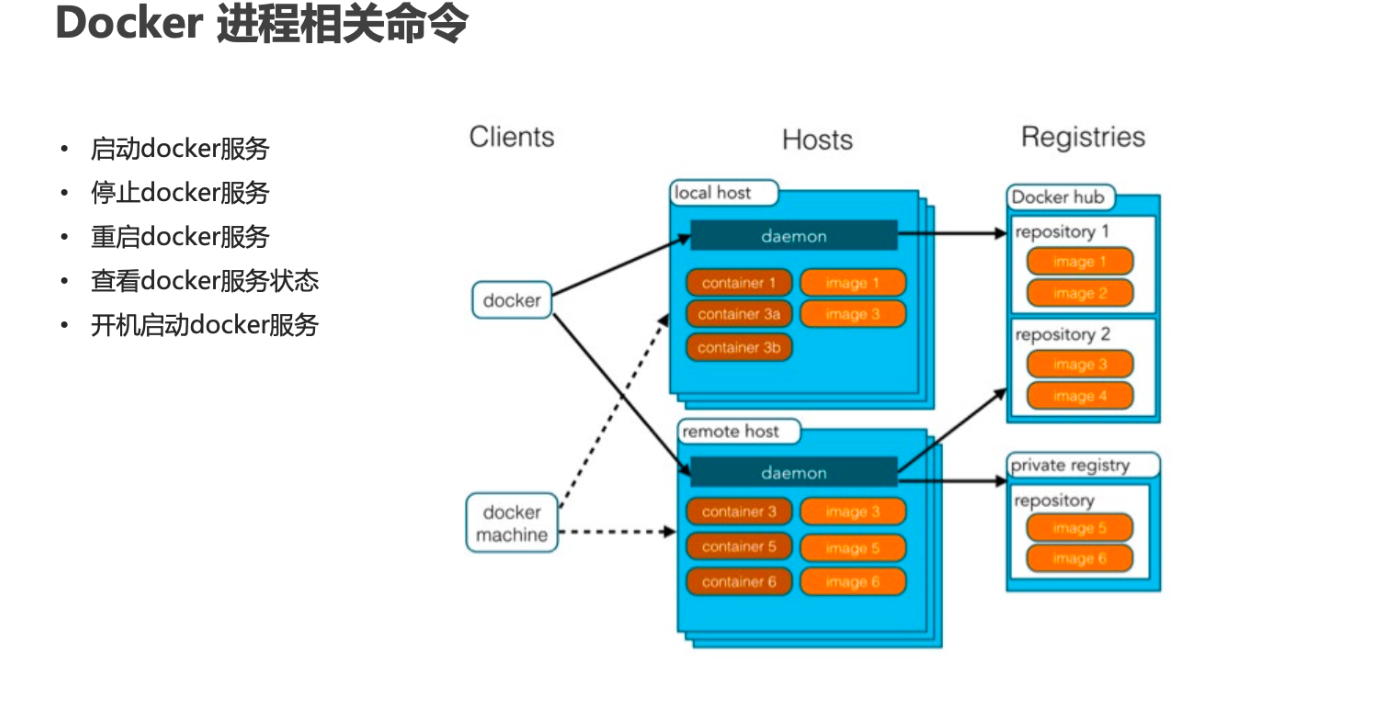 Docker 进程相关命令
• 启动docker服务
• 停止docker服务
• 重启docker服务
• 查看docker服务状态
• 开机启动docker服务
Clients
Hosts
Registries
docker
docker
machine
local host
daemon
container 1
image 1
container 3a
image 3
container 3b
remote host
daemon
container 3
image 3
container 5
image 5
container 6
image 6
Docker hub
repository 1
image 1
image 2
repository 2
image 3
image 4
private registry
repository
image 5
image 6